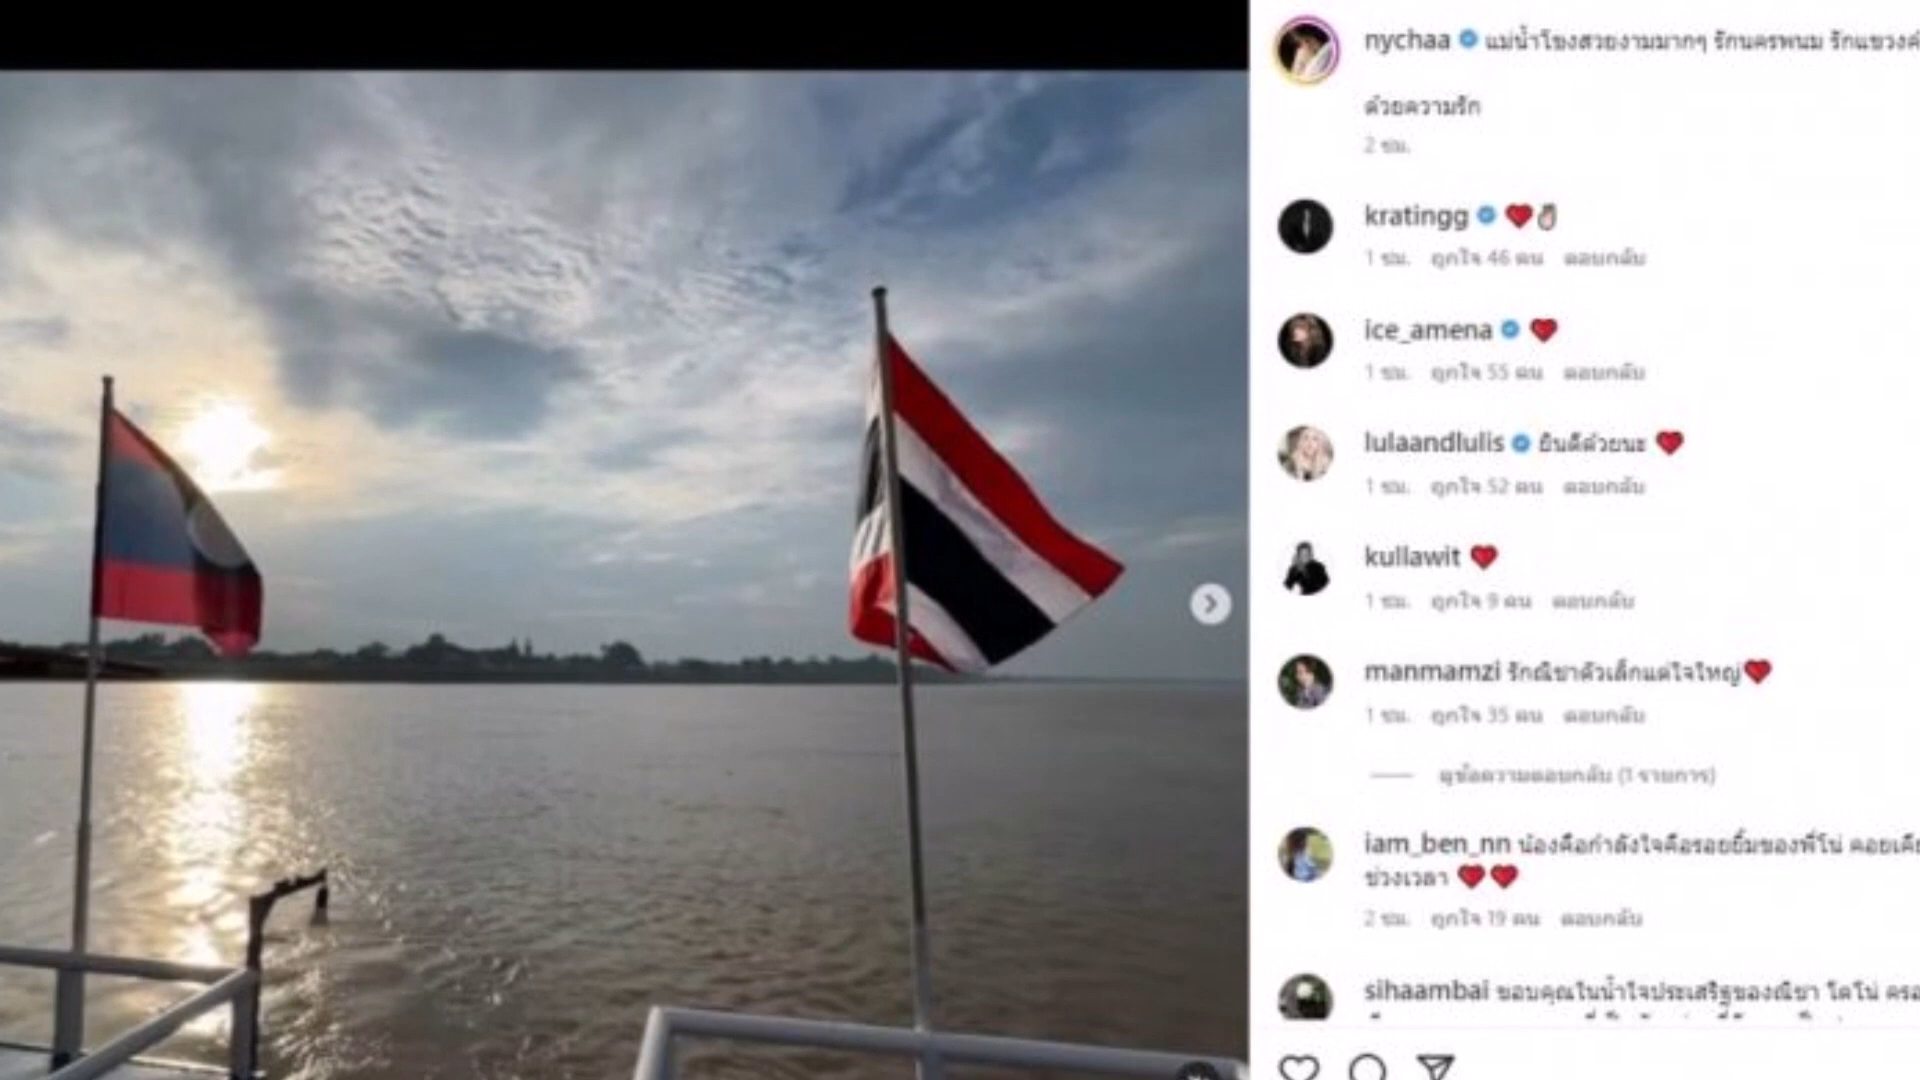 nychaa แม่น้ำโขงสวยงามมากๆ รักนครพนม
ด้วยความรัก
2 ชม.
kratingg
1 ชม. ถูกใจ 46 คน ตอบกลับ
ice_amena
1 ชม. ถูกใจ 55 คน ตอบกลับ
lulaandlulis ยินดีด้วยนะ
1 ชม. ถูกใจ 52 คน ตอบกลับ
kullawit
1 ชม. ถูกใจ 9 คน ตอบกลับ
manmamzi รักณิชาตัวเล็กแต่ใจใหญ่
1 ชม. ถูกใจ 35 คน ตอบกลับ
ดูข้อความตอบกลับ (1 รายการ)
iam_ben_nn น้องคือกำลังใจคือรอยยิ้มของพี่โน่
ช่วงเวลา
2 ชม. ถูกใจ 19 คน ตอบกลับ
sihaambai ขอบคุณในน้ำใจประเสริฐของณิชา โตโน่